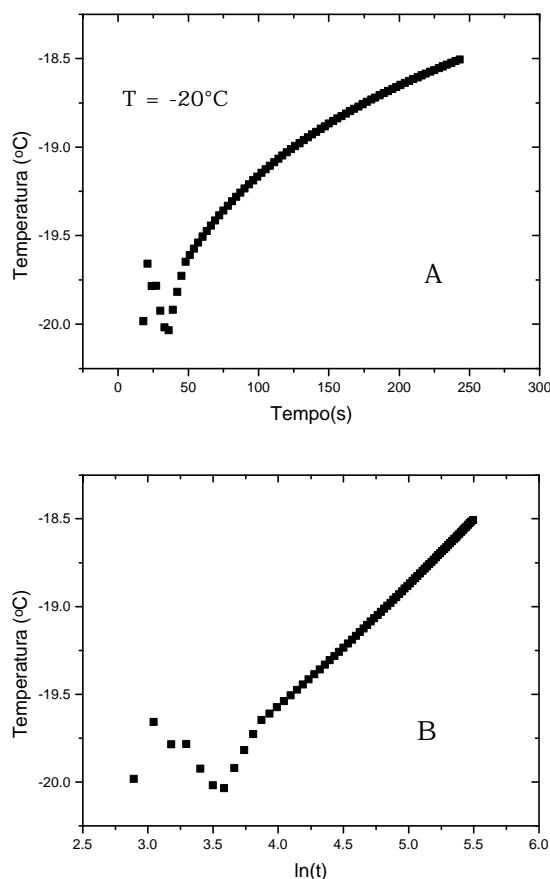 -18.5
T = -20°C
-19.0
-19.5
A
-20.0
0 50 100 150 200 250 300
Temperatura (ºC)
Tempo(s)
-18.5
-19.0
-19.5
B
-20.0
2.5 3.0 3.5 4.0 4.5 5.0 5.5 6.0
Temperatura (ºC)
ln(t)